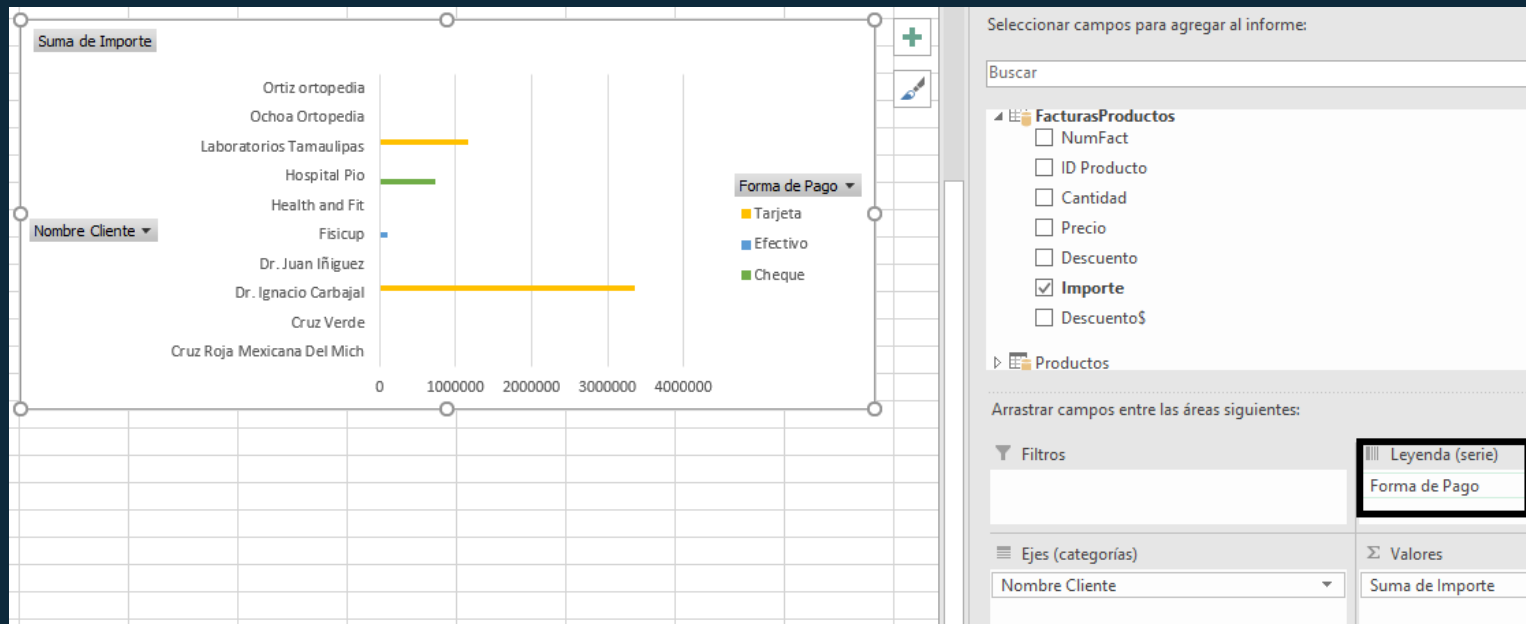 Suma de Importe
Ortiz ortopedia
Ochoa Ortopedia
Laboratorios Tamaulipas
Hospital Pio
Health and Fit
Fisicup
Dr. Juan Iñiguez
Dr. Ignacio Carbajal
Cruz Verde
Cruz Roja Mexicana Del Mich
Nombre Cliente
0 1000000 2000000 3000000 4000000
Forma de Pago
Tarjeta
Efectivo
Cheque
Seleccionar campos para agregar al informe:
Buscar
FacturasProductos
NumFact
ID Producto
Cantidad
Precio
Descuento
Importe
Descuento$
Productos
Arrastrar campos entre las áreas siguientes:
Filtros
Leyenda (serie)
Forma de Pago
Ejes (categorías)
Nombre Cliente
Σ Valores
Suma de Importe